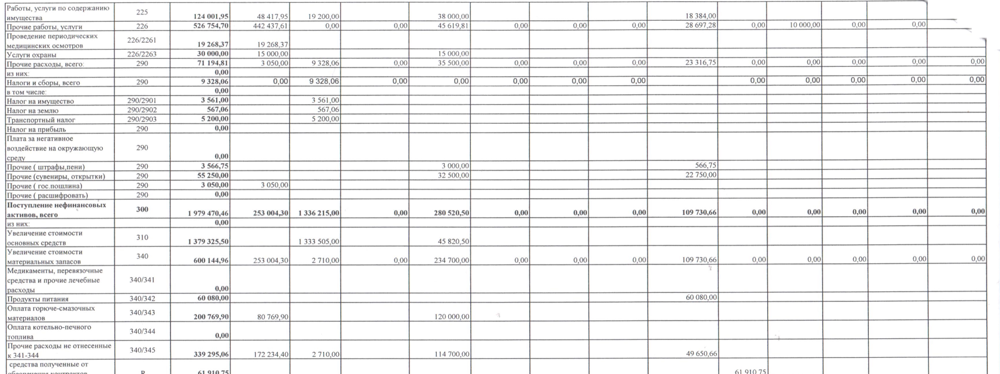 Работы, услуги по содержанию
имущества 225 124 001,95 48 417,95 19 200,00 38 000,00 18 384,00
Прочие работы, услуги 226 526 754,70 442 437,61 0,00 0,00 45 619,81 0,00 0,00 0,00 28 697,28 0,00 10 000,00 0,00 0,00
Проведение периодических
медицинских осмотров 226/2261 19 268,37 19 268,37
Услуги охраны 226/2263 30 000,00 15 000,00 15 000,00
Прочие расходы, всего: 290 71 194,81 3 050,00 9 328,06 0,00 35 500,00 0,00 0,00 0,00 23 316,75 0,00 0,00 0,00 0,00 0,00
из них: 0,00
Налоги и сборы, всего 290 9 328,06 0,00 9 328,06 0,00 0,00 0,00 0,00 0,00 0,00 0,00 0,00 0,00 0,00
в том числе: 0,00
Налог на имущество 290/2901 3 561,00 3 561,00
Налог на землю 290/2902 567,06 567,06
Транспортный налог 290/2903 5 200,00 5 200,00
Налог на прибыль 290 0,00
Плата за негативное
воздействие на окружающую
среду 290 0,00
Прочие ( штрафы,пени) 290 3 566,75 3 000,00 566,75
Прочие (сувениры, открытки) 290 55 250,00 32 500,00 22 750,00
Прочие ( гос.пошлина) 290 3 050,00 3 050,00
Прочие ( расшифровать) 290 0,00
Поступление нефинансовых
активов, всего 300 1 979 470,46 253 004,30 1 336 215,00 0,00 280 520,50 0,00 0,00 0,00 109 730,66 0,00 0,00 0,00 0,00 0,00
из них: 0,00
Увеличение стоимости
основных средств 310 1 379 325,50 1 333 505,00 45 820,50
Увеличение стоимости
материальных запасов 340 600 144,96 253 004,30 2 710,00 0,00 234 700,00 0,00 0,00 0,00 109 730,66 0,00 0,00 0,00 0,00 0,00
Медикаменты, перевязочные
средства и прочие лечебные
расходы 340/341 0,00
Продукты питания 340/342 60 080,00 60 080,00
Оплата горюче-смазочных
материалов 340/343 200 769,90 80 769,90 120 000,00
Оплата котельно-печного
топлива 340/344 0,00
Прочие расходы не отнесенные
к 341-344 340/345 339 295,06 172 234,40 2 710,00 114 700,00 49 650,66
средства полученные от
обеспечения контрактов 61 910,75 61 910,75